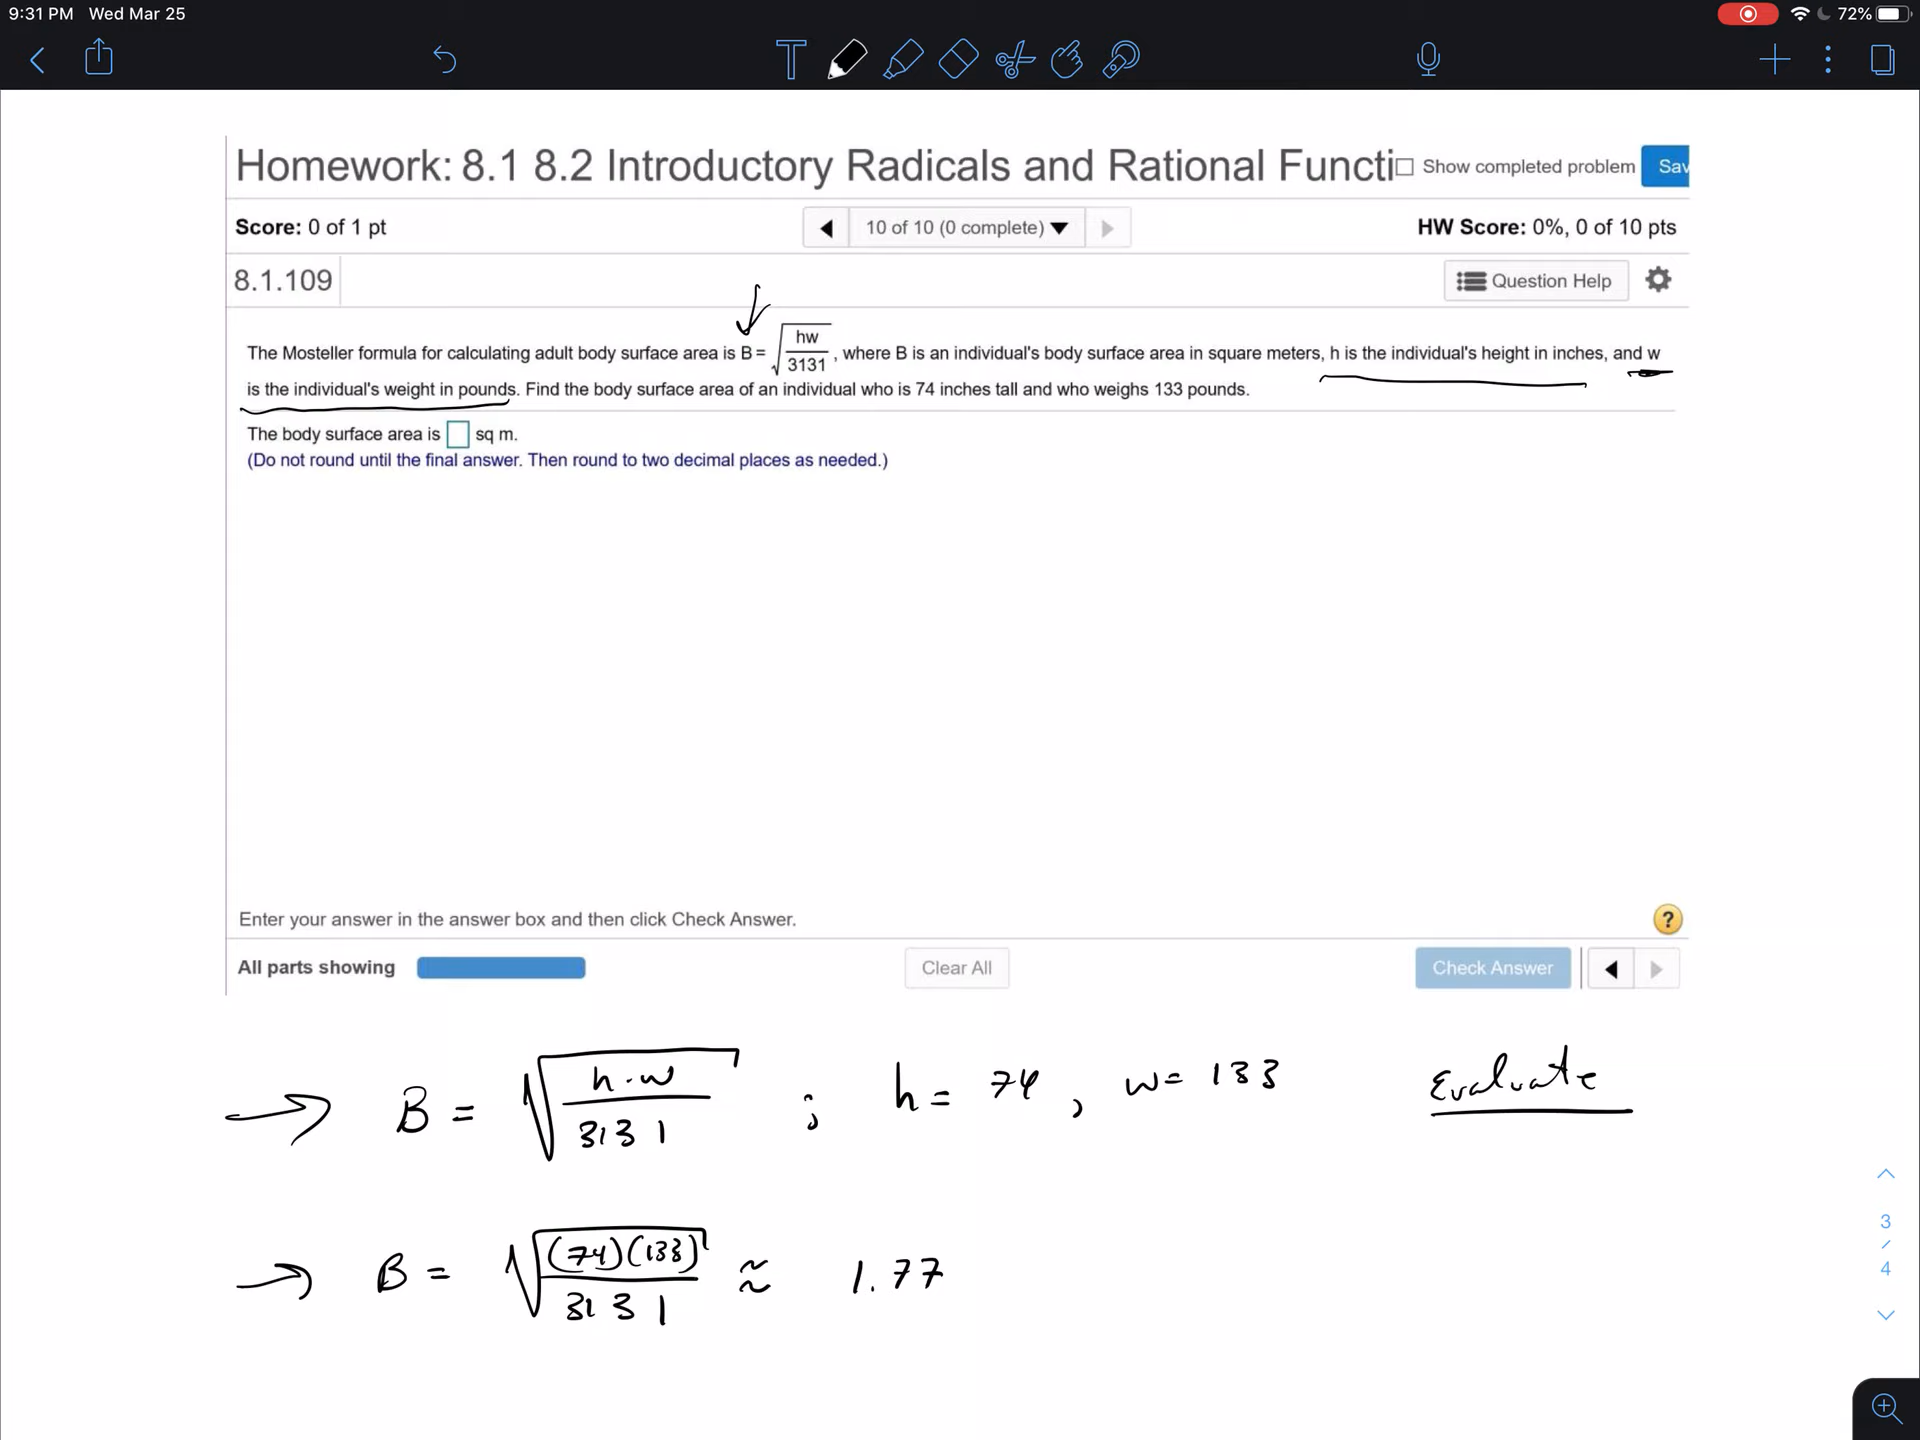 9:31 PM Wed Mar 25 72%
T
Homework: 8.1 8.2 Introductory Radicals and Rational Functi Show completed problem Sav
Score: 0 of 1 pt 10 of 10 (0 complete) HW Score: 0%, 0 of 10 pts
8.1.109 Question Help
The Mosteller formula for calculating adult body surface area is B = √(hw/3131), where B is an individual's body surface area in square meters, h is the individual's height in inches, and w
is the individual's weight in pounds. Find the body surface area of an individual who is 74 inches tall and who weighs 133 pounds.
The body surface area is sq m.
(Do not round until the final answer. Then round to two decimal places as needed.)
Enter your answer in the answer box and then click Check Answer. ?
All parts showing Clear All Check Answer
→ B = √(h·w/3131) ; h = 74 , w = 133 Evaluate
→ B = √((74)(133)/3131) ≈ 1.77
3/4